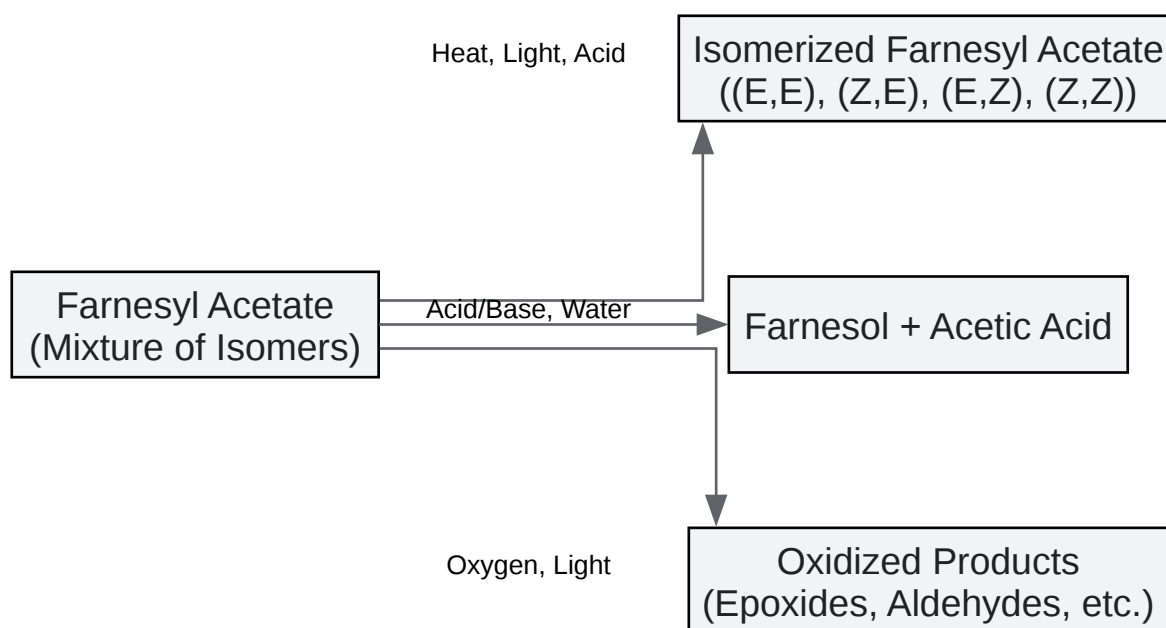 Heat, Light, Acid
Isomerized Farnesyl Acetate
((E,E), (Z,E), (E,Z), (Z,Z))
Farnesyl Acetate
(Mixture of Isomers)
Acid/Base, Water
Farnesol + Acetic Acid
Oxygen, Light
Oxidized Products
(Epoxides, Aldehydes, etc.)